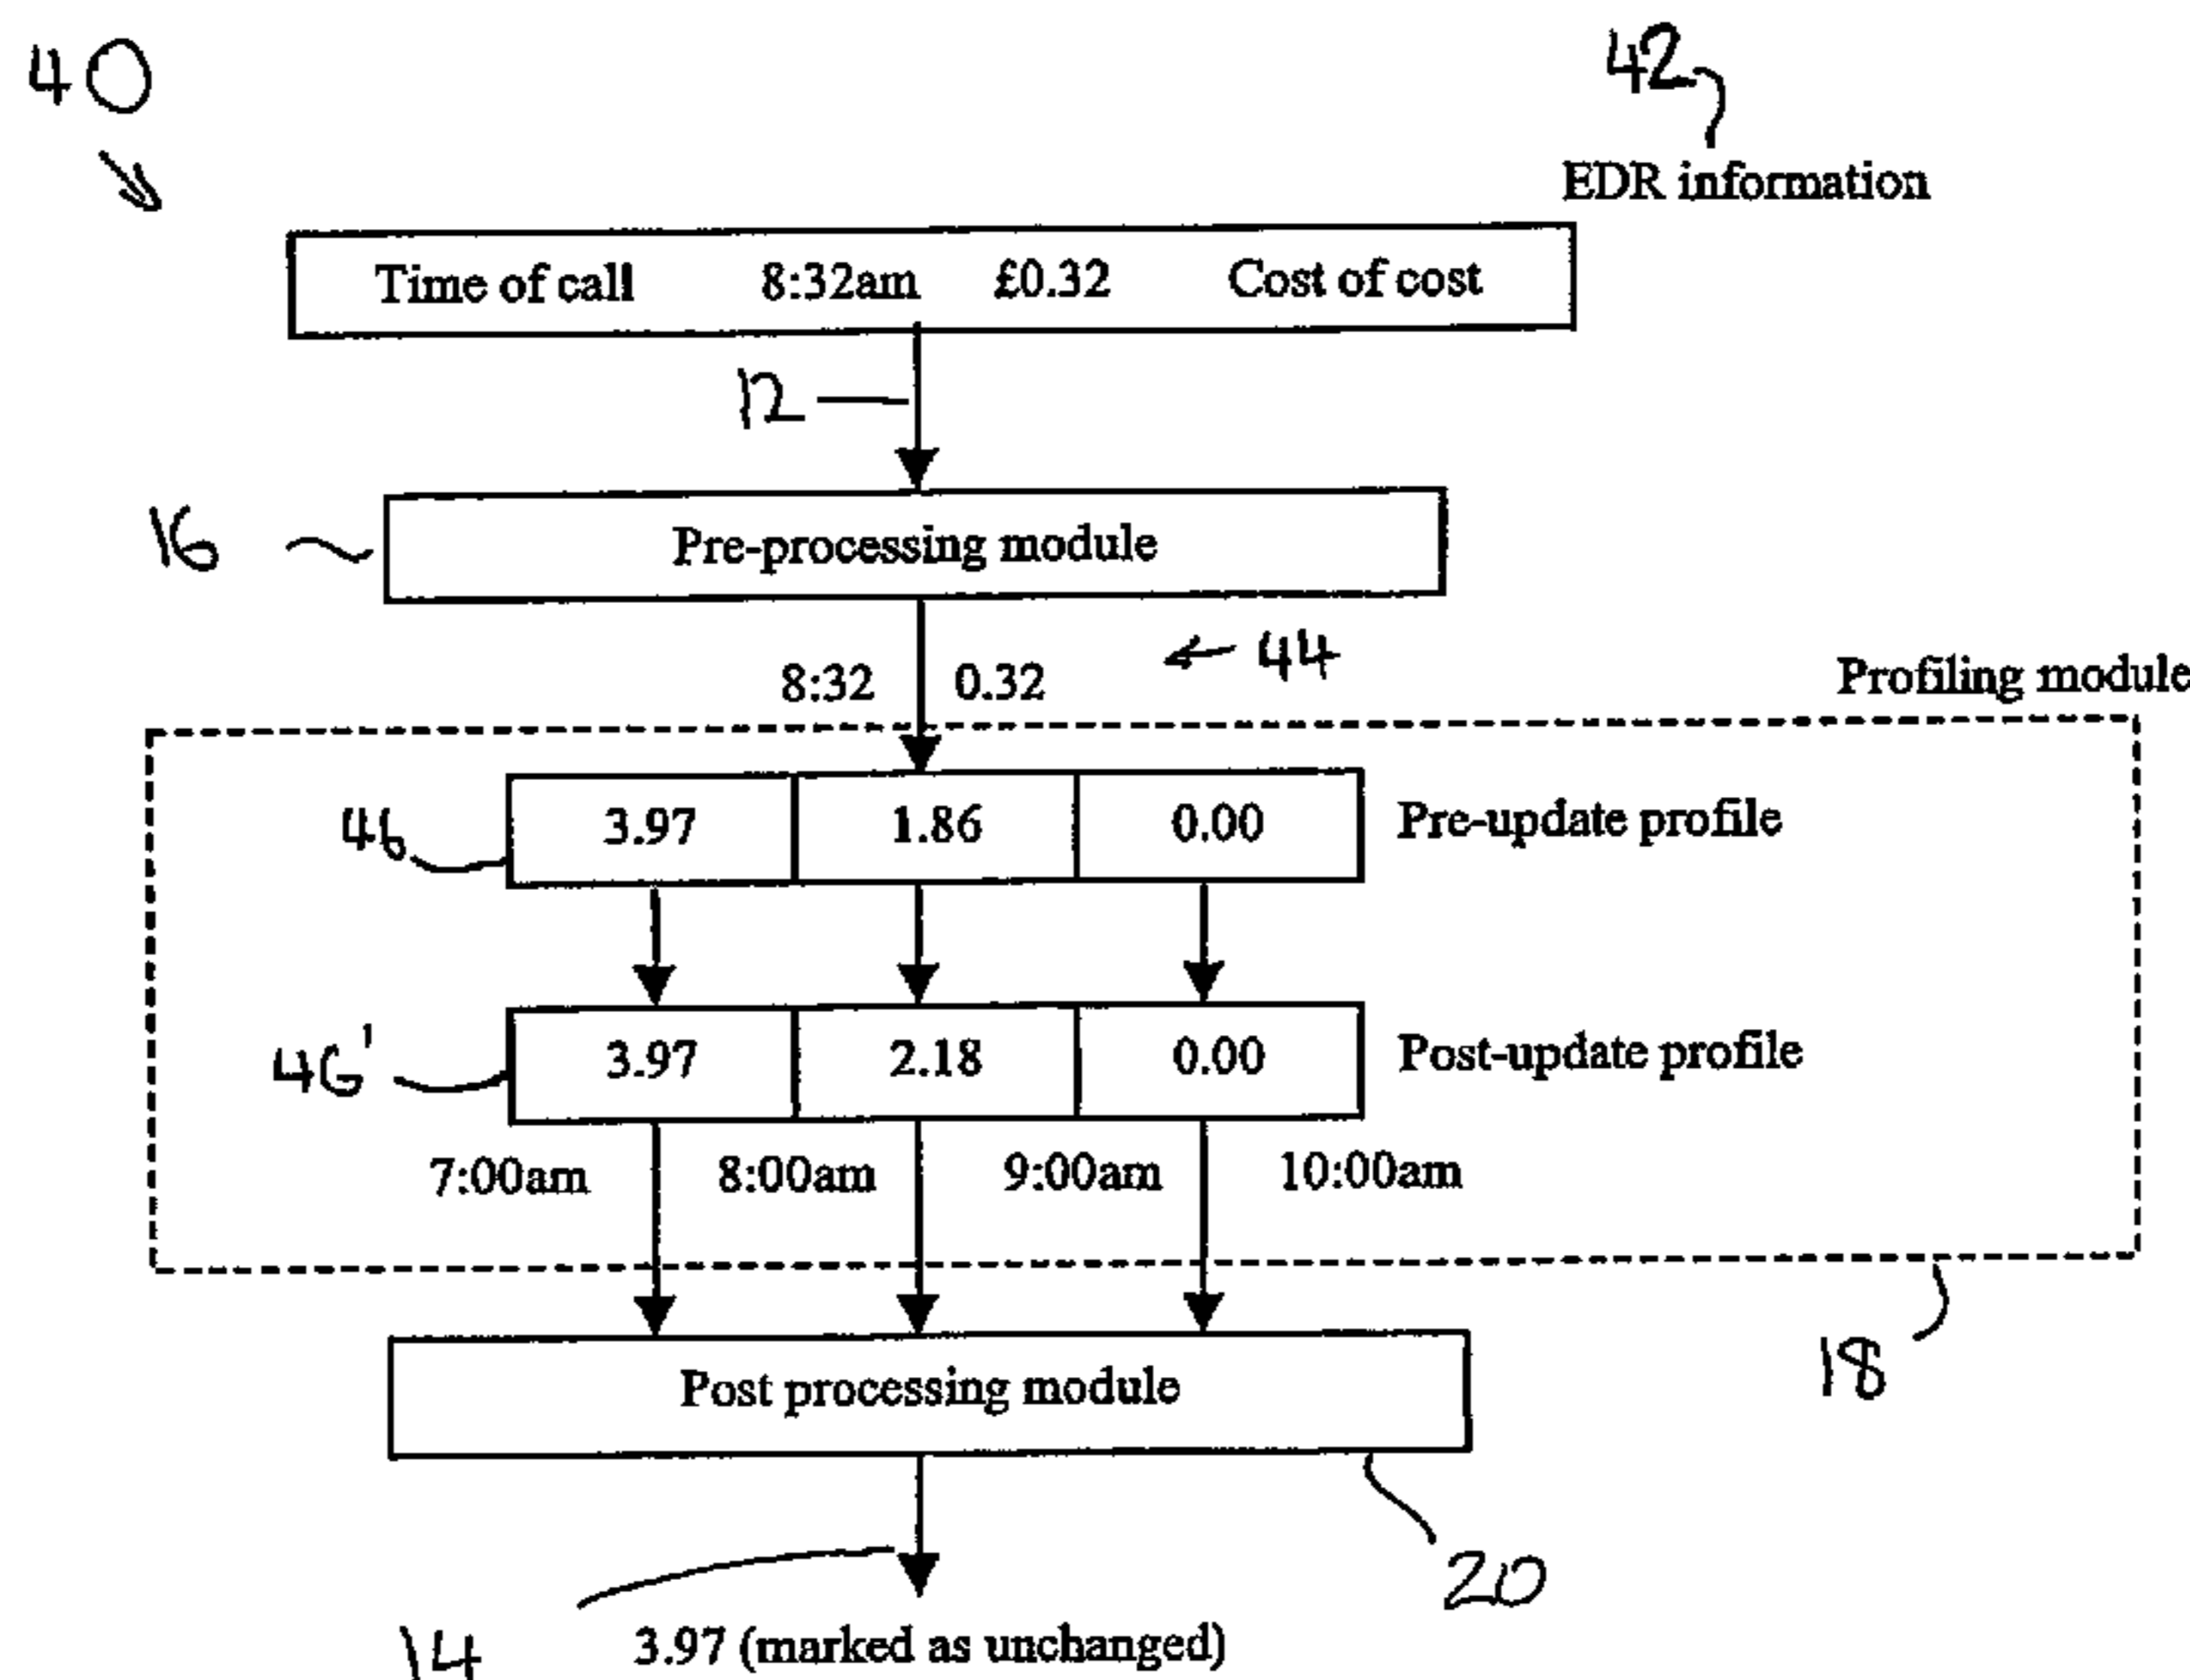 40
42
EDR information
Time of call 8:32am £0.32 Cost of cost
12
16
Pre-processing module
44
8:32 0.32
Profiling module
46
3.97 1.86 0.00
Pre-update profile
46'
3.97 2.18 0.00
Post-update profile
7:00am 8:00am 9:00am 10:00am
Post processing module
18
20
14
3.97 (marked as unchanged)